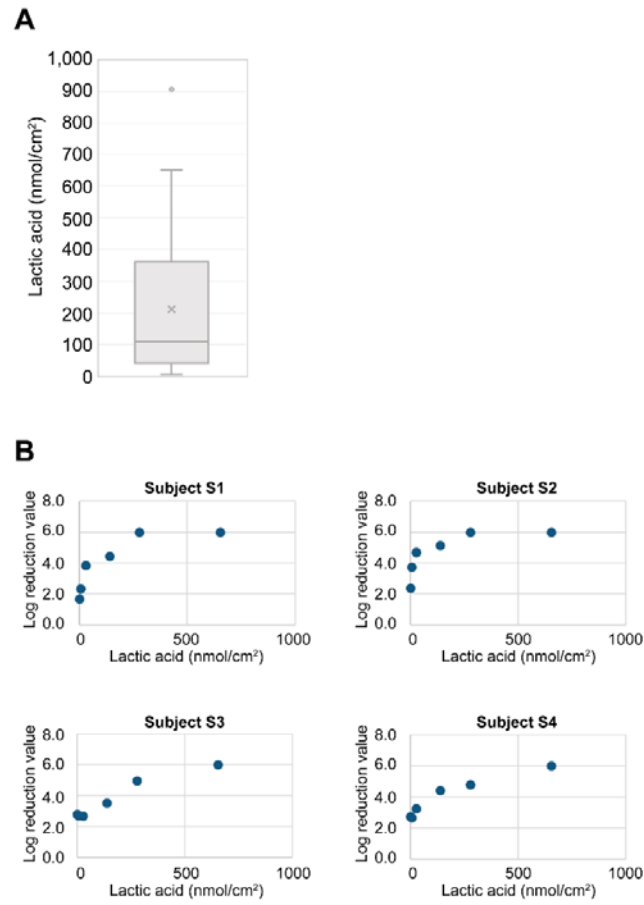 A
Lactic acid (nmol/cm²)
1,000
900
800
700
600
500
400
300
200
100
0
B
Subject S1
Log reduction value
8.0
6.0
4.0
2.0
0.0
0 500 1000
Lactic acid (nmol/cm²)
Subject S2
Log reduction value
8.0
6.0
4.0
2.0
0.0
0 500 1000
Lactic acid (nmol/cm²)
Subject S3
Log reduction value
8.0
6.0
4.0
2.0
0.0
0 500 1000
Lactic acid (nmol/cm²)
Subject S4
Log reduction value
8.0
6.0
4.0
2.0
0.0
0 500 1000
Lactic acid (nmol/cm²)